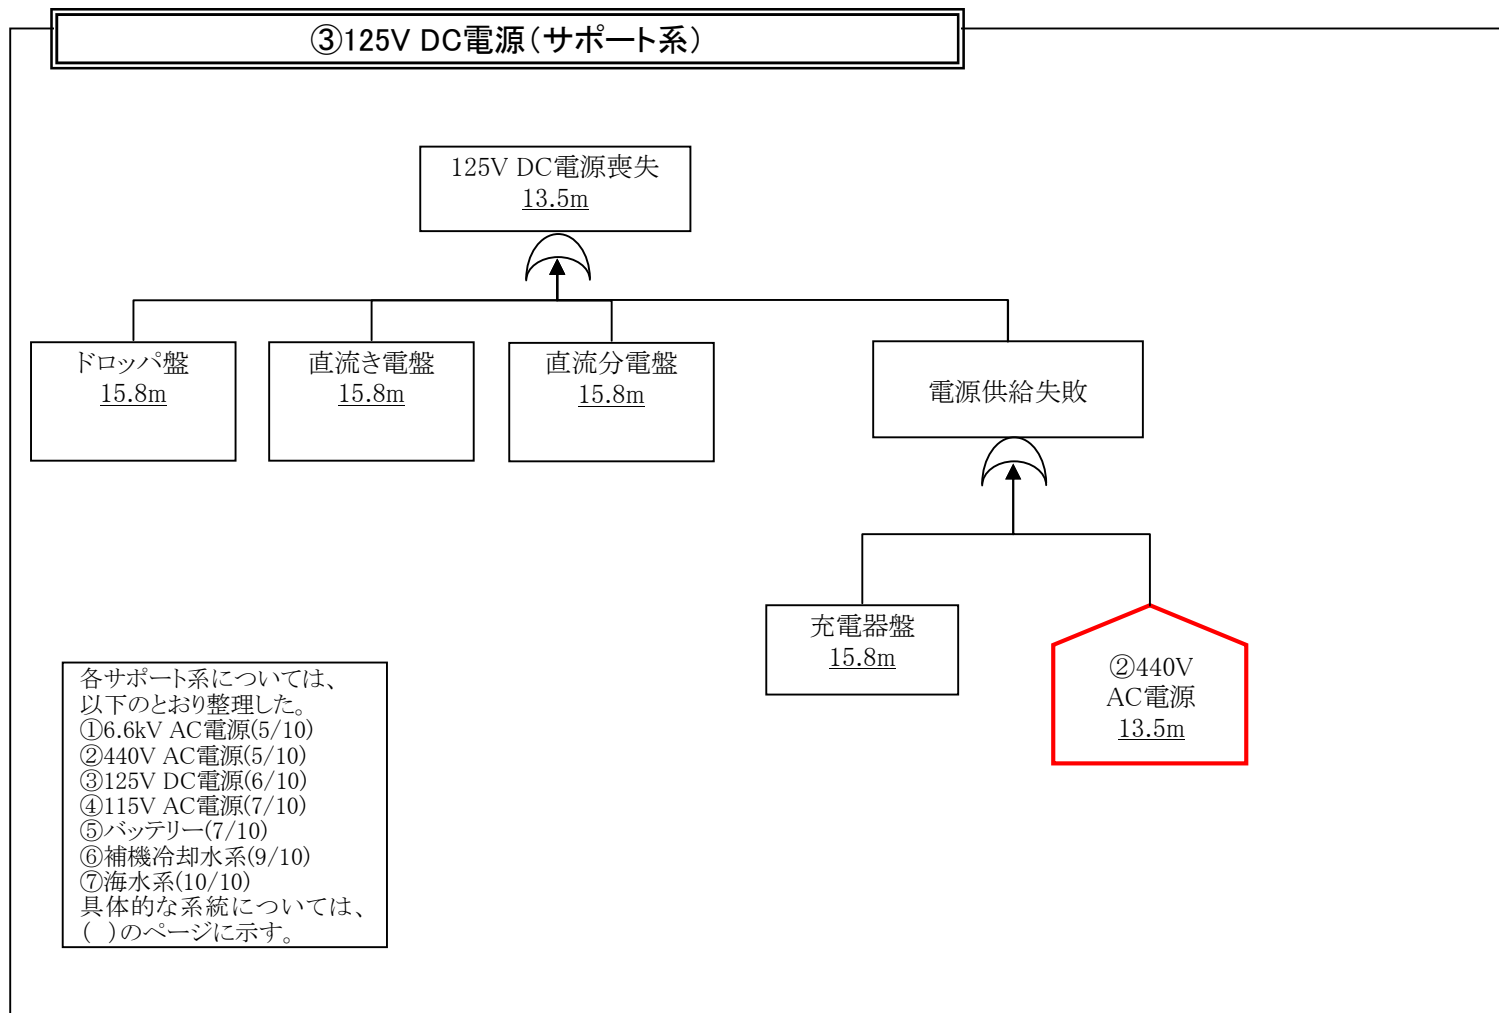 ③125V DC電源(サポート系)
125V DC電源喪失
13.5m
ドロッパ盤
15.8m
直流き電盤
15.8m
直流分電盤
15.8m
電源供給失敗
充電器盤
15.8m
②440V
AC電源
13.5m
各サポート系については、
以下のとおり整理した。
①6.6kV AC電源(5/10)
②440V AC電源(5/10)
③125V DC電源(6/10)
④115V AC電源(7/10)
⑤バッテリー(7/10)
⑥補機冷却水系(9/10)
⑦海水系(10/10)
具体的な系統については、
( )のページに示す。